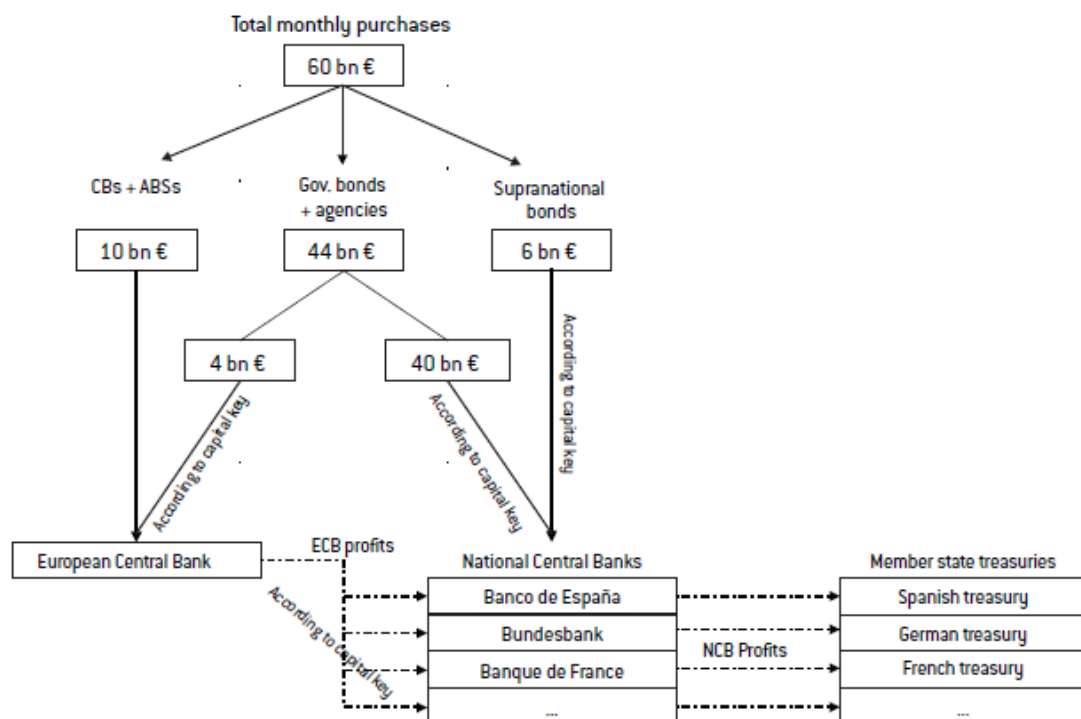 Total monthly purchases
60 bn €
CBs + ABSs
Gov. bonds
+ agencies
Supranational
bonds
10 bn €
44 bn €
6 bn €
4 bn €
40 bn €
According to capital key
According to capital key
According to capital key
European Central Bank
ECB profits
According to capital key
National Central Banks
Banco de España
Bundesbank
Banque de France
...
NCB Profits
Member state treasuries
Spanish treasury
German treasury
French treasury
...